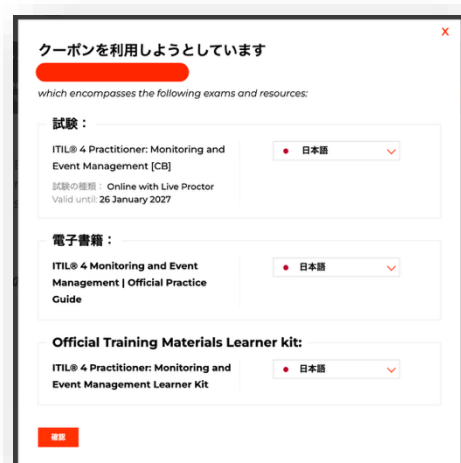 X
クーポンを利用しようとしています
which encompasses the following exams and resources:
試験：
ITIL® 4 Practitioner: Monitoring and
Event Management [CB]
日本語
試験の種類： Online with Live Proctor
Valid until: 26 January 2027
電子書籍：
ITIL® 4 Monitoring and Event
Management | Official Practice
Guide
日本語
Official Training Materials Learner kit:
ITIL® 4 Practitioner: Monitoring and
Event Management Learner Kit
日本語
確認